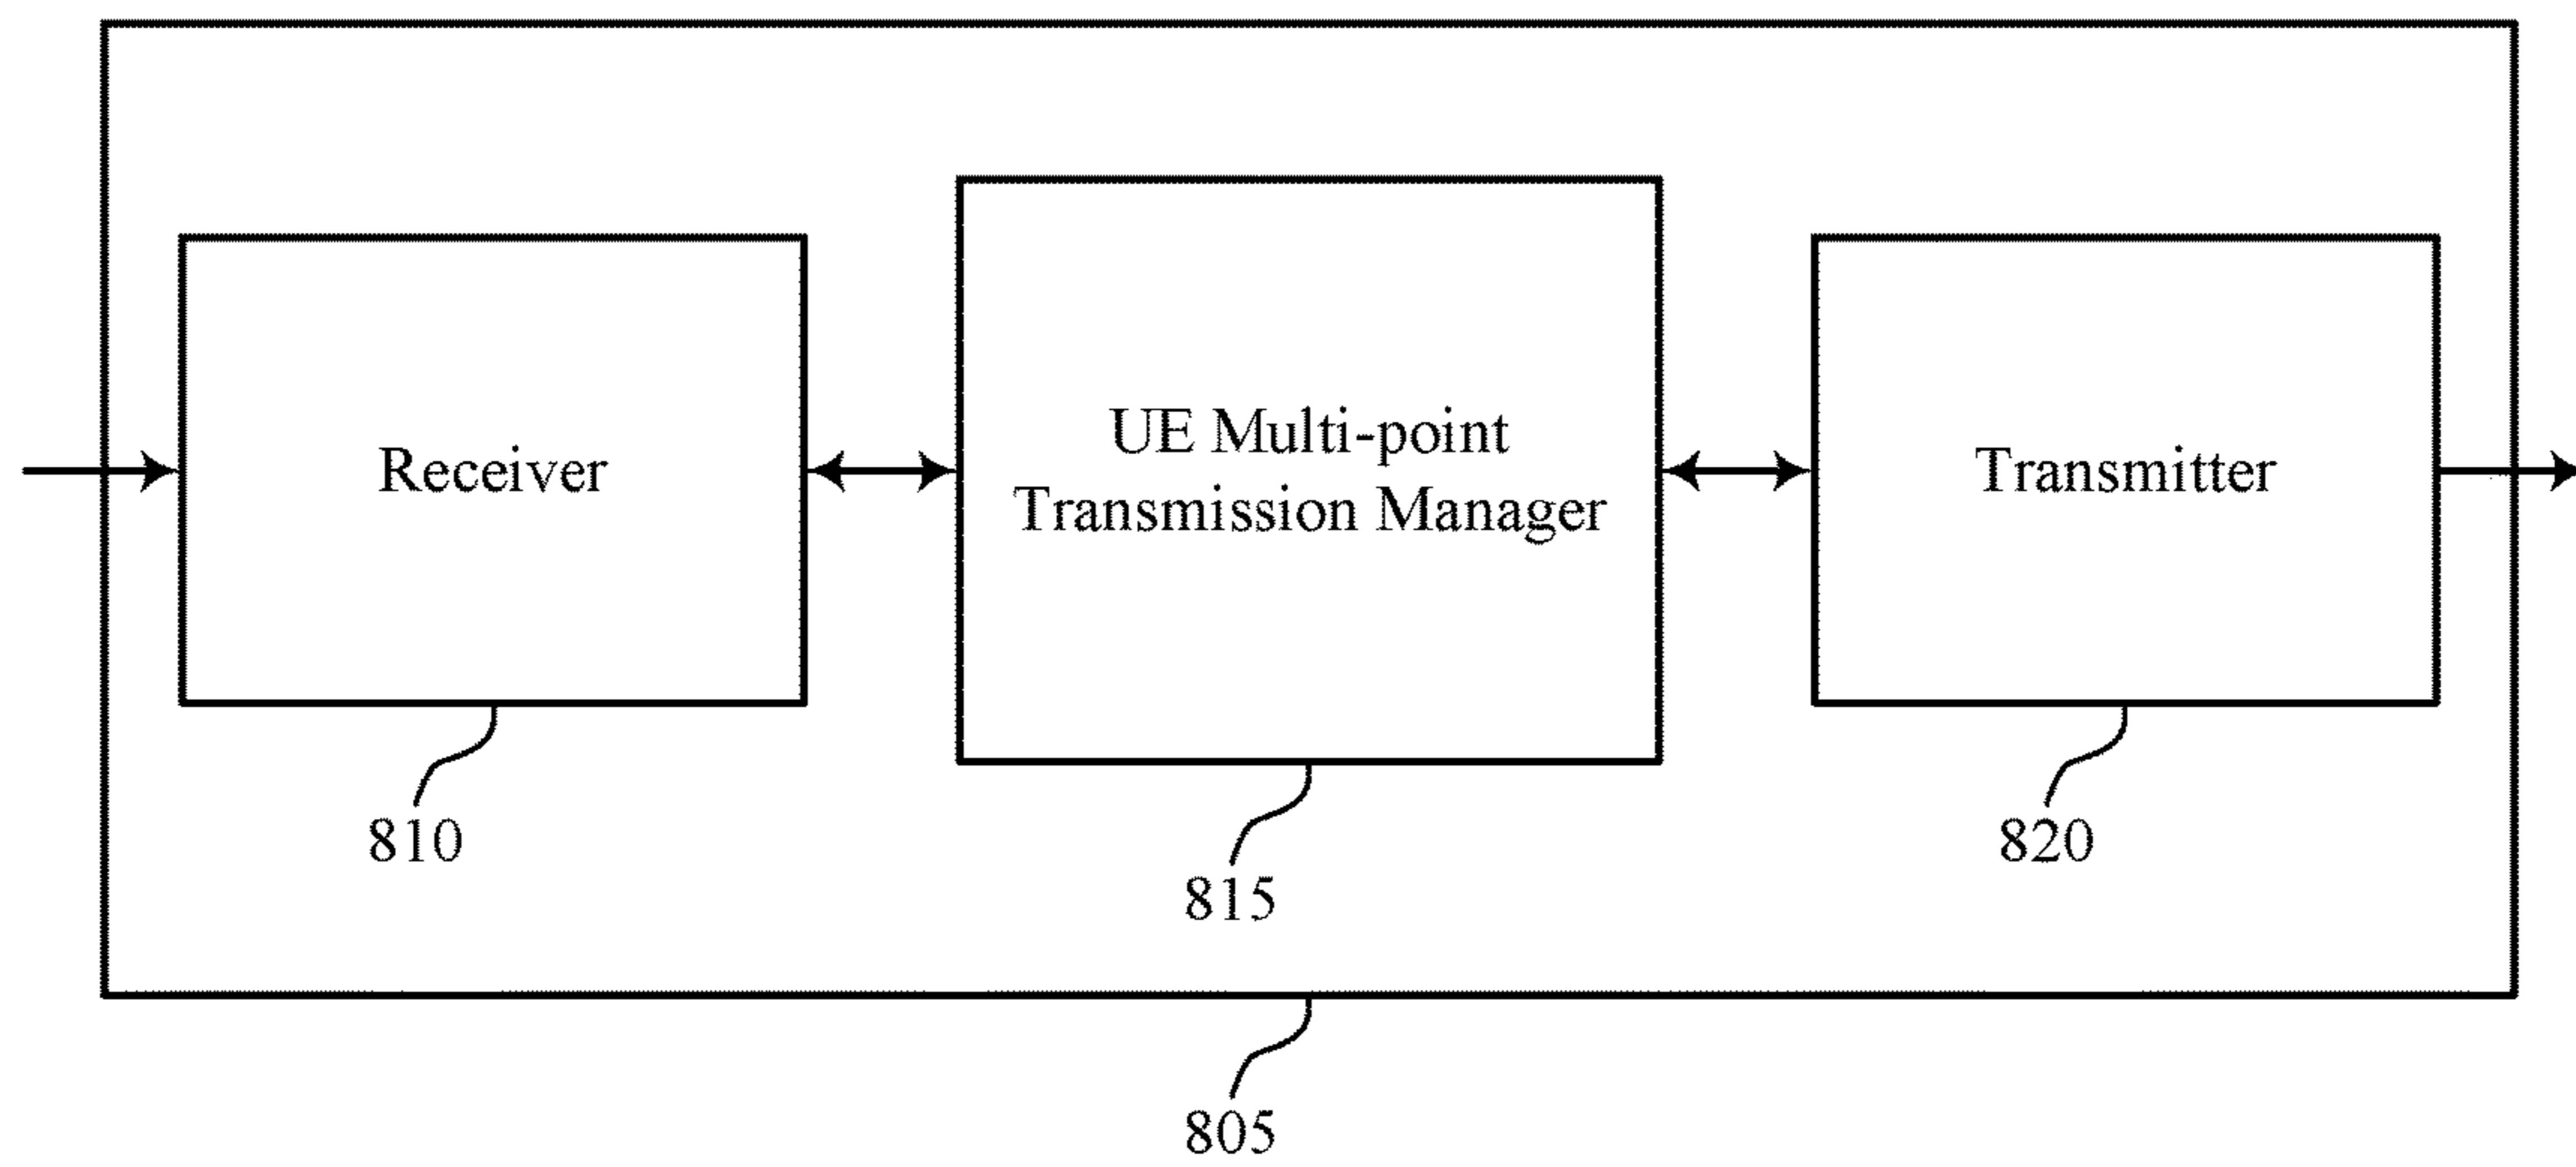 Receiver
UE Multi-point
Transmission Manager
Transmitter
810
815
820
805